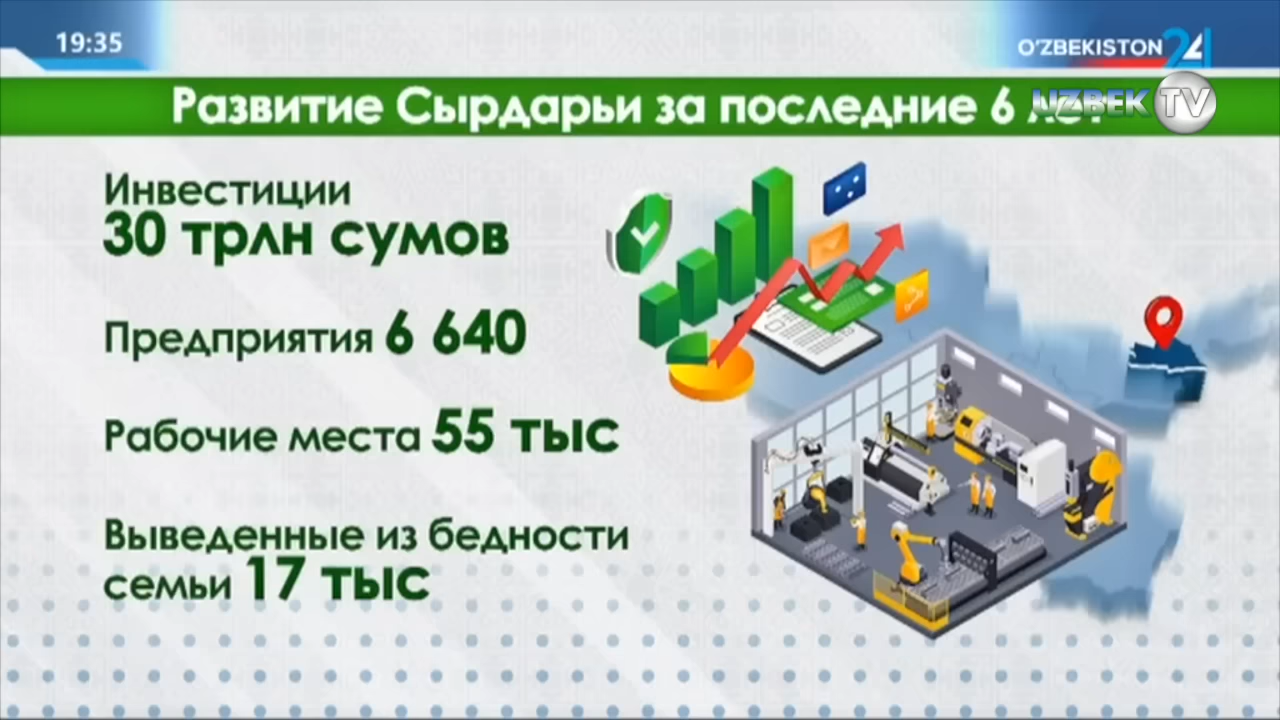 19:35
O'ZBEKISTON 24
UZBEK TV
Развитие Сырдарьи за последние 6 лет
Инвестиции
30 трлн сумов
Предприятия 6 640
Рабочие места 55 тыс
Выведенные из бедности
семьи 17 тыс